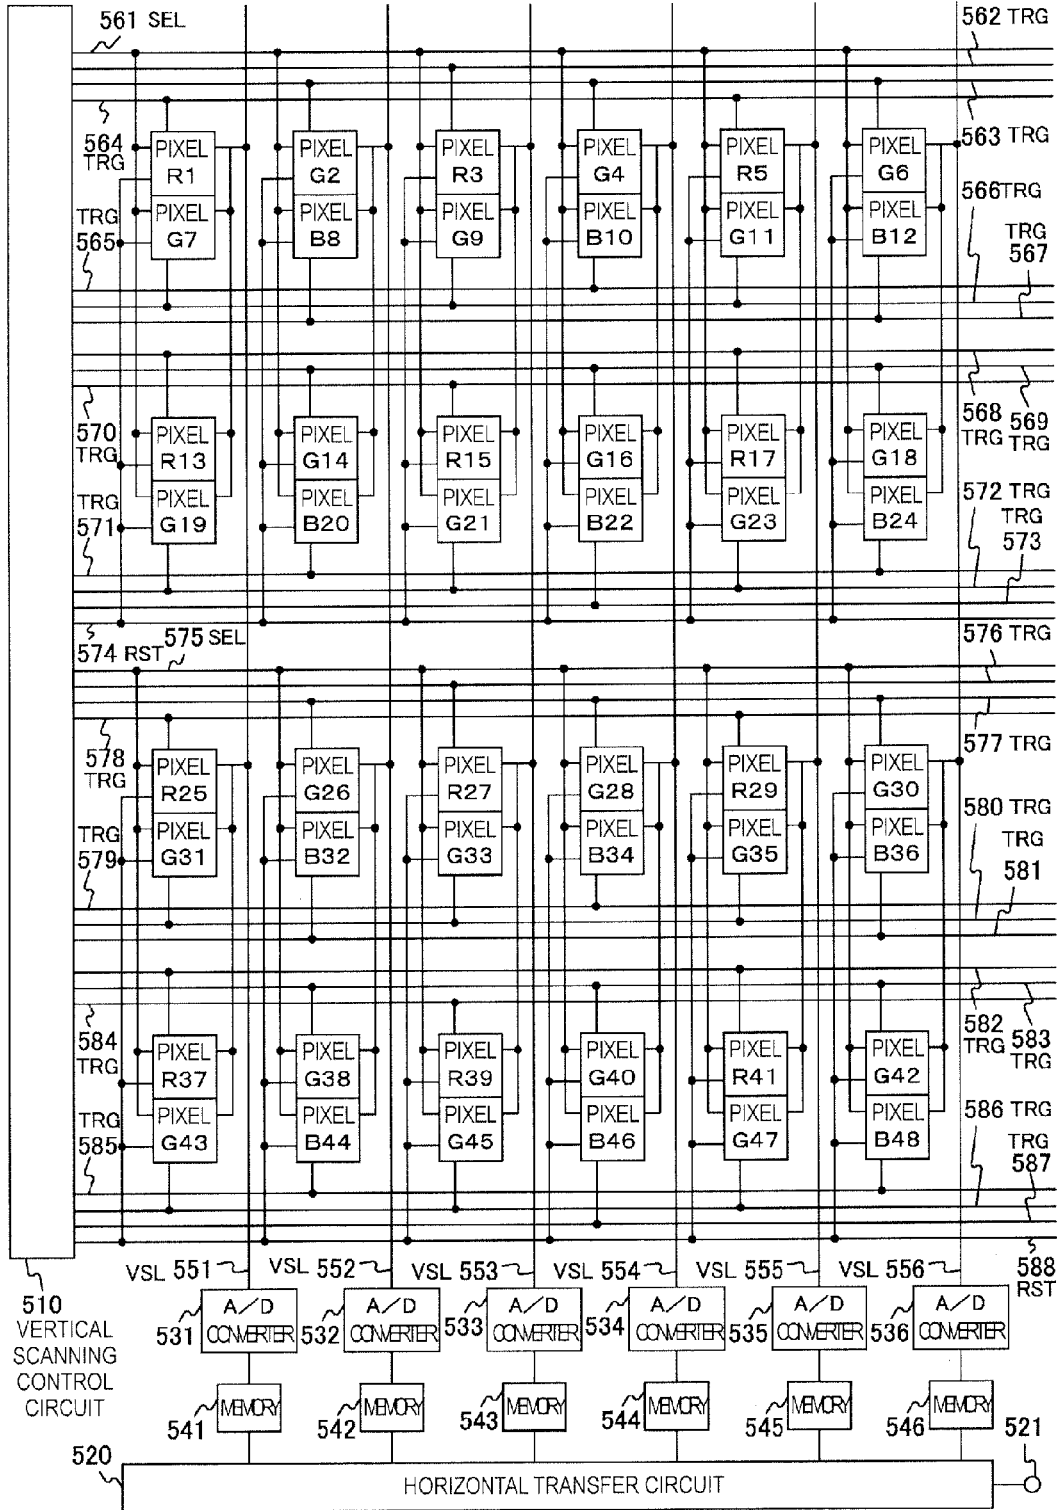 561 SEL
562 TRG
564 TRG
563 TRG
PIXEL R1
PIXEL G2
PIXEL R3
PIXEL G4
PIXEL R5
PIXEL G6
566 TRG
TRG 565
PIXEL G7
PIXEL B8
PIXEL G9
PIXEL B10
PIXEL G11
PIXEL B12
TRG 567
570 TRG
568 TRG
569 TRG
PIXEL R13
PIXEL G14
PIXEL R15
PIXEL G16
PIXEL R17
PIXEL G18
TRG 571
572 TRG
PIXEL G19
PIXEL B20
PIXEL G21
PIXEL B22
PIXEL G23
PIXEL B24
TRG 573
574 RST
575 SEL
576 TRG
578 TRG
577 TRG
PIXEL R25
PIXEL G26
PIXEL R27
PIXEL G28
PIXEL R29
PIXEL G30
TRG 579
580 TRG
PIXEL G31
PIXEL B32
PIXEL G33
PIXEL B34
PIXEL G35
PIXEL B36
TRG 581
584 TRG
582 TRG
583 TRG
PIXEL R37
PIXEL G38
PIXEL R39
PIXEL G40
PIXEL R41
PIXEL G42
TRG 585
586 TRG
PIXEL G43
PIXEL B44
PIXEL G45
PIXEL B46
PIXEL G47
PIXEL B48
TRG 587
588 RST
VSL 551
VSL 552
VSL 553
VSL 554
VSL 555
VSL 556
510
VERTICAL
SCANNING
CONTROL
CIRCUIT
531 A/D CONVERTER
532 A/D CONVERTER
533 A/D CONVERTER
534 A/D CONVERTER
535 A/D CONVERTER
536 A/D CONVERTER
541 MEMORY
542 MEMORY
543 MEMORY
544 MEMORY
545 MEMORY
546 MEMORY
520
521
HORIZONTAL TRANSFER CIRCUIT